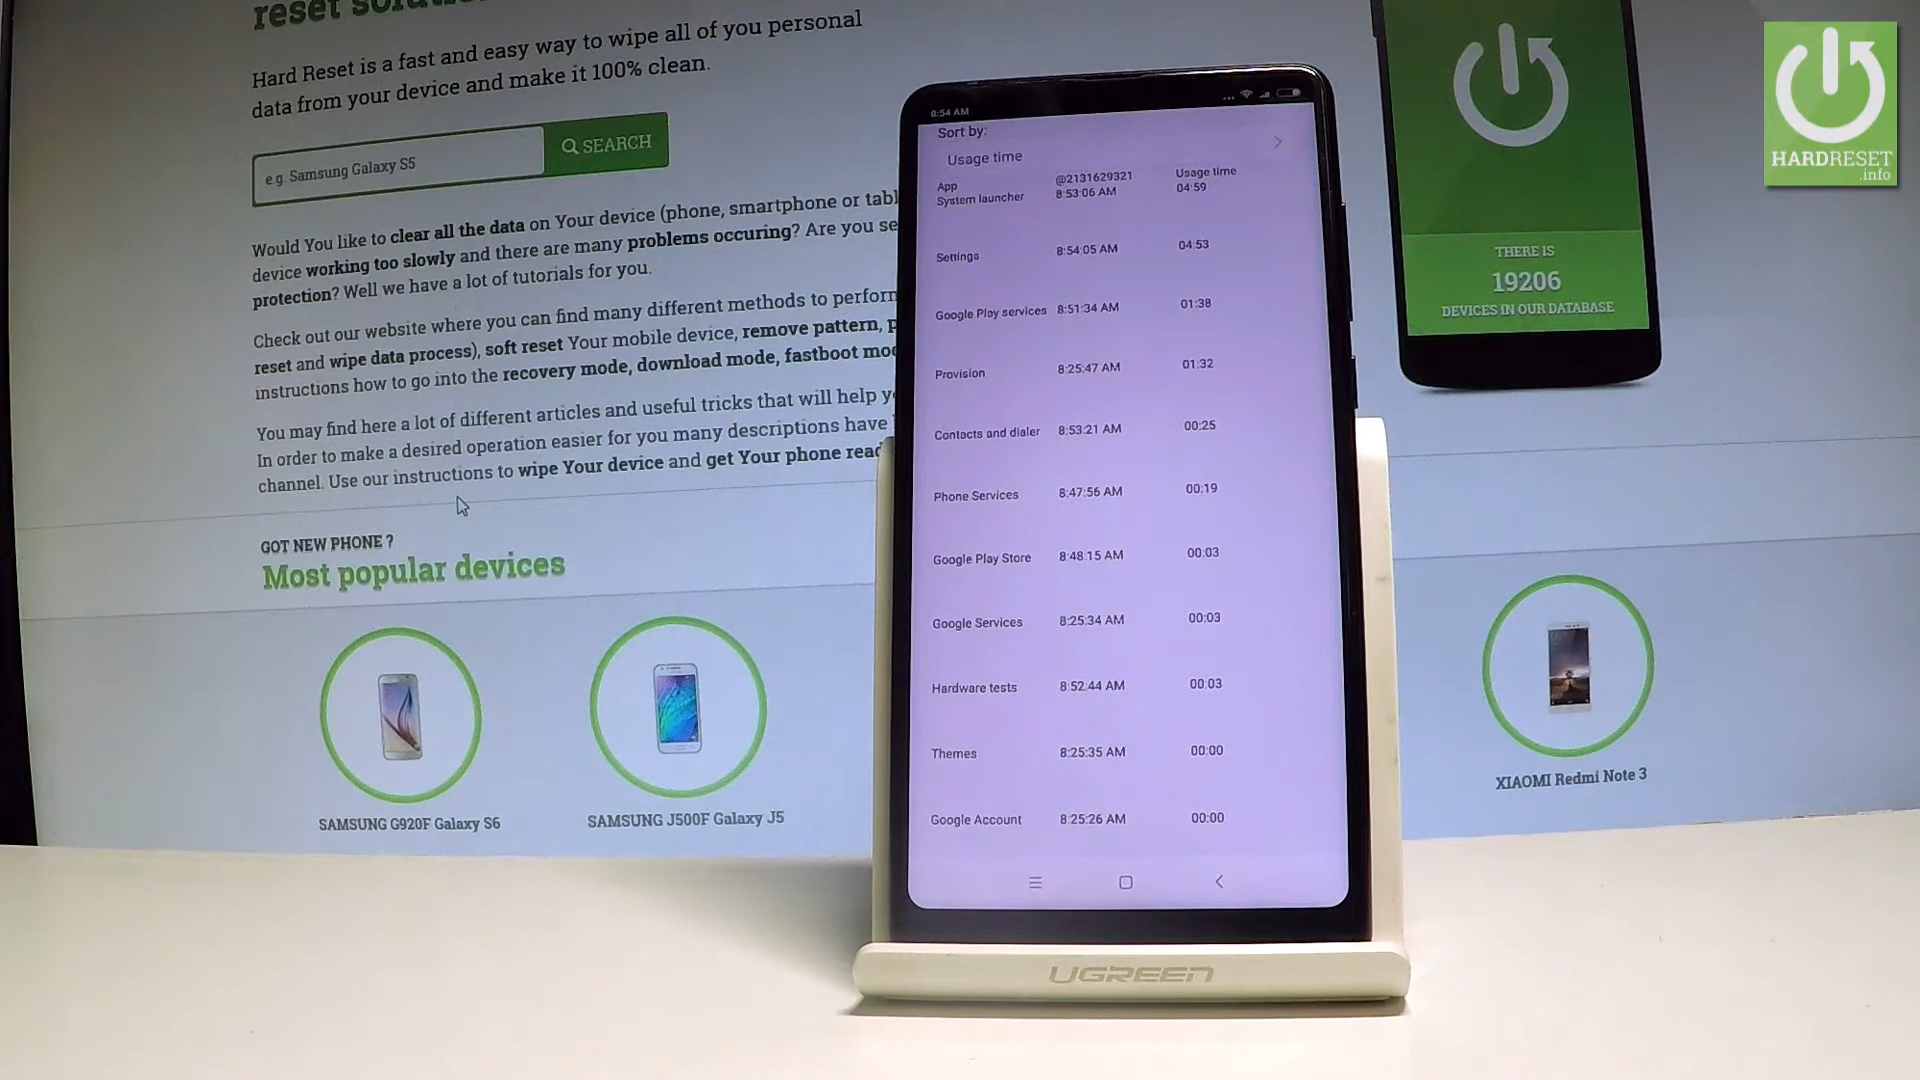 reset
Hard Reset is a fast and easy way to wipe all of you personal
data from your device and make it 100% clean.
e.g. Samsung Galaxy S5
SEARCH
Would You like to clear all the data on Your device (phone, smartphone or
device working too slowly and there are many problems occuring? Are you
protection? Well we have a lot of tutorials for you.
Check out our website where you can find many different methods to
reset and wipe data process), soft reset Your mobile device, remove pattern,
instructions how to go into the recovery mode, download mode, fastboot
You may find here a lot of different articles and useful tricks that will help
In order to make a desired operation easier for you many descriptions have
channel. Use our instructions to wipe Your device and get Your phone
GOT NEW PHONE ?
Most popular devices
SAMSUNG G920F Galaxy S6
SAMSUNG J500F Galaxy J5
XIAOMI Redmi Note 3
THERE IS
19206
DEVICES IN OUR DATABASE
HARDRESET
.info
8:54 AM
Sort by:
Usage time
App @2131629321 Usage time
System launcher 8:53:06 AM 04:59
Settings 8:54:05 AM 04:53
Google Play services 8:51:34 AM 01:38
Provision 8:25:47 AM 01:32
Contacts and dialer 8:53:21 AM 00:25
Phone Services 8:47:56 AM 00:19
Google Play Store 8:48:15 AM 00:03
Google Services 8:25:34 AM 00:03
Hardware tests 8:52:44 AM 00:03
Themes 8:25:35 AM 00:00
Google Account 8:25:26 AM 00:00
UGREEN